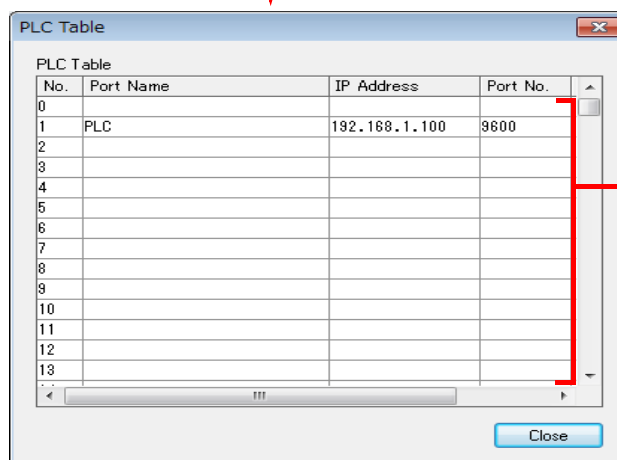 PLC Table
PLC Table
No. Port Name IP Address Port No.
0
1 PLC 192.168.1.100 9600
2
3
4
5
6
7
8
9
10
11
12
13
Close